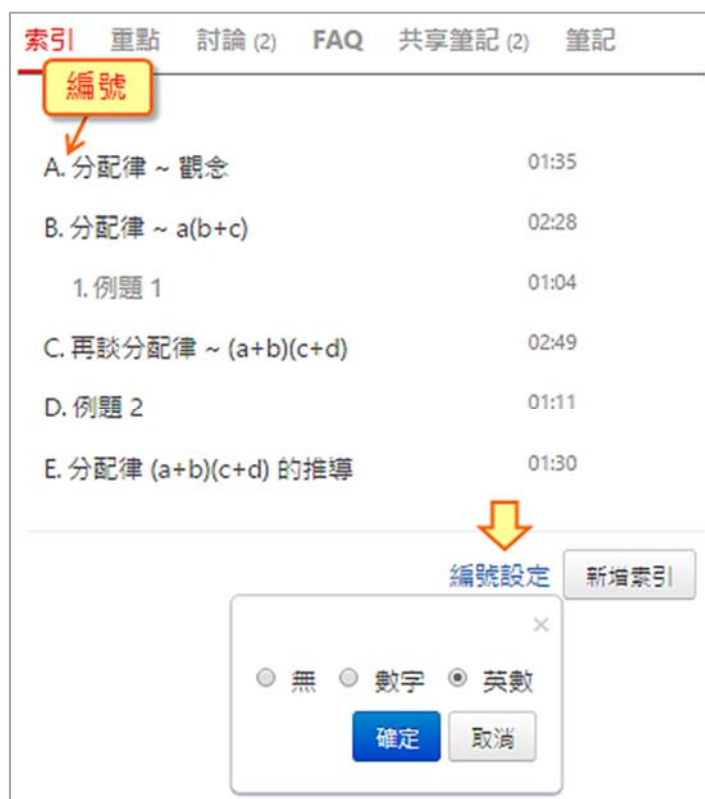 索引 重點 討論 (2) FAQ 共享筆記 (2) 筆記
編號
A. 分配律 ~ 觀念 01:35
B. 分配律 ~ a(b+c) 02:28
1. 例題 1 01:04
C. 再談分配律 ~ (a+b)(c+d) 02:49
D. 例題 2 01:11
E. 分配律 (a+b)(c+d) 的推導 01:30
編號設定 新增索引
×
無 數字 英數
確定 取消